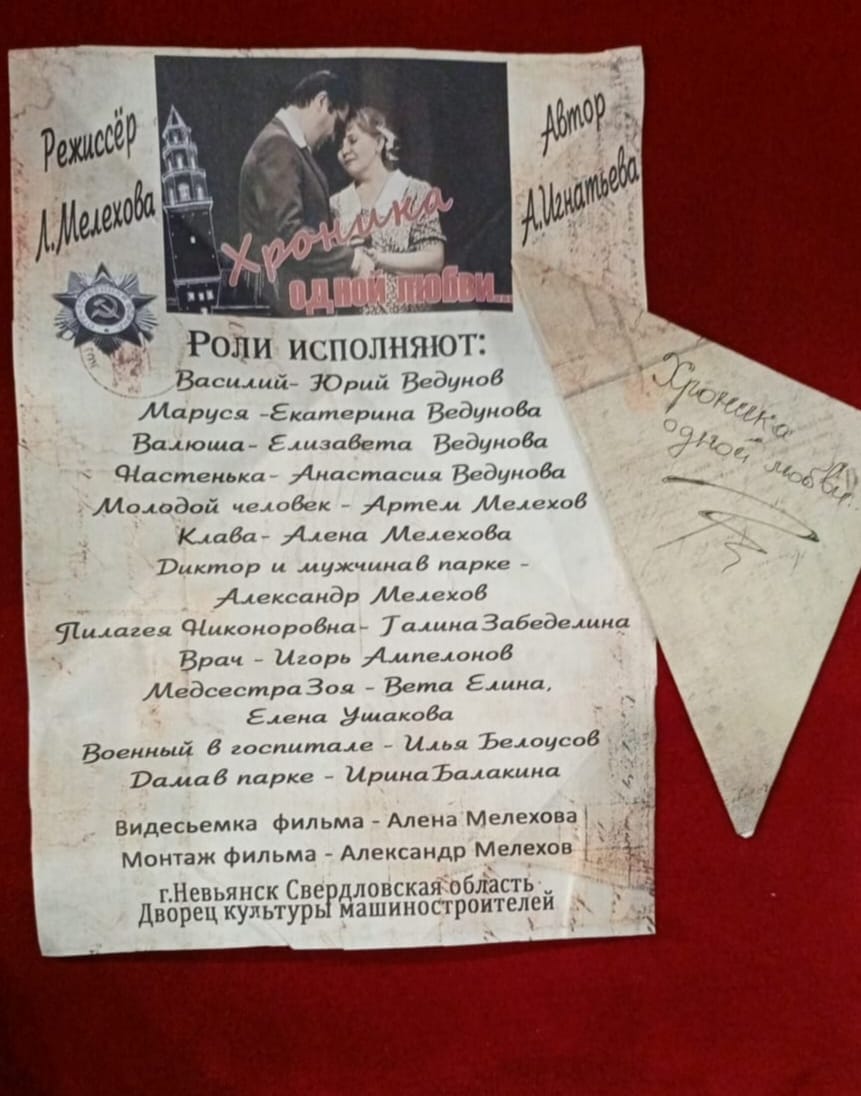 Режиссёр
Л.Мелехова
Автор
А.Игнатьева
Хроника
одной любви...
Роли исполняют:
Василий- Юрий Ведунов
Маруся -Екатерина Ведунова
Валюша- Елизавета Ведунова
Настенька- Анастасия Ведунова
Молодой человек - Артем Мелехов
Клава- Алена Мелехова
Диктор и мужчинав парке -
Александр Мелехов
Пилагея Никоноровна- Галина Забеделина
Врач - Игорь Ампелонов
Медсестра Зоя - Вета Елина,
Елена Ушакова
Военный в госпитале - Илья Белоусов
Дамав парке - Ирина Балакина
Видесьемка фильма - Алена Мелехова
Монтаж фильма - Александр Мелехов
г.Невьянск Свердловская область
Дворец культуры машиностроителей
Хроника
одной любви.